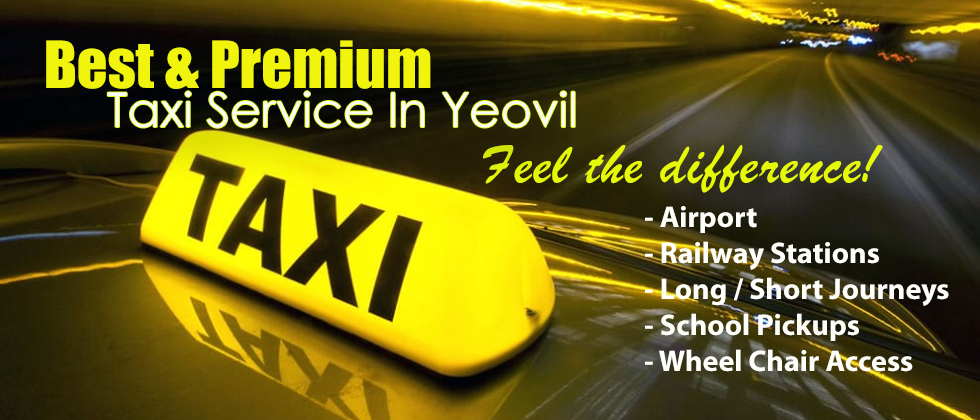 Best & Premium
Taxi Service In Yeovil
Feel the difference!
TAXI
- Airport
- Railway Stations
- Long / Short Journeys
- School Pickups
- Wheel Chair Access